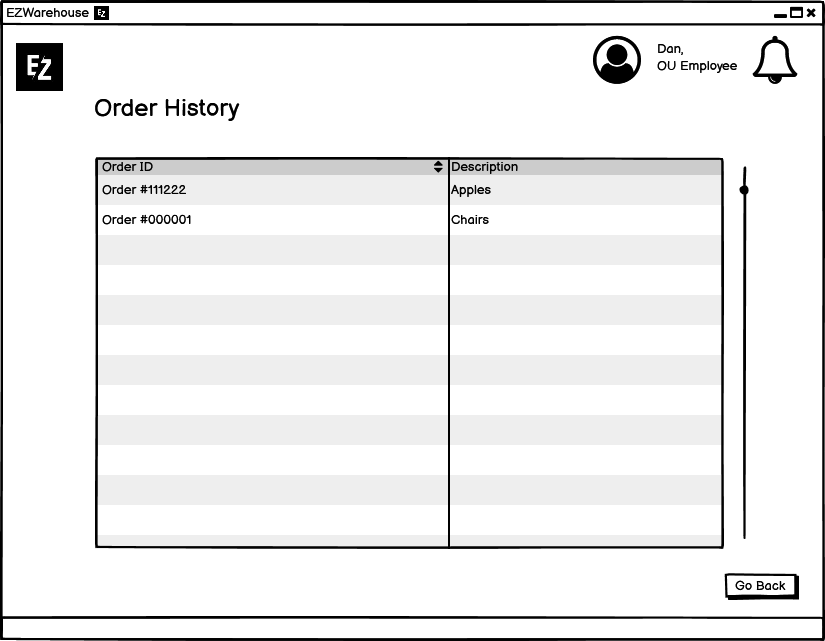 EZWarehouse EZ
EZ
Dan,
OU Employee
Order History
Order ID Description
Order #111222 Apples
Order #000001 Chairs
Go Back